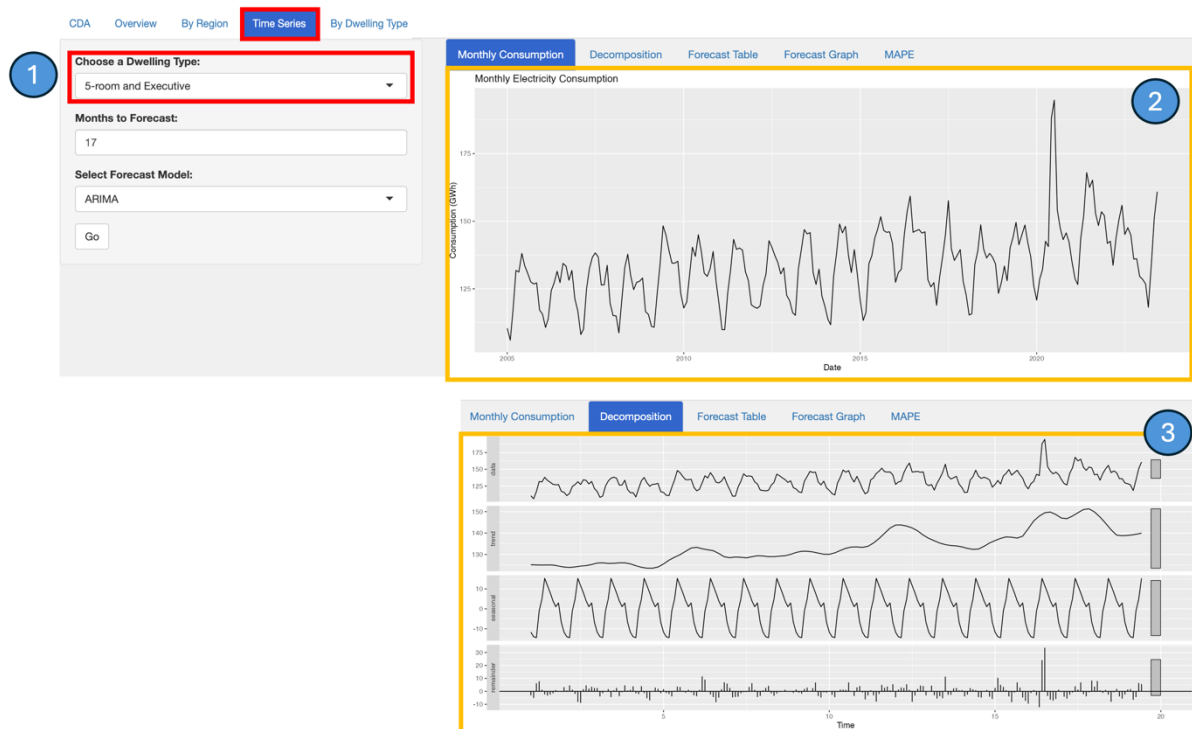 CDA Overview By Region Time Series By Dwelling Type
1
Choose a Dwelling Type:
5-room and Executive
Months to Forecast:
17
Select Forecast Model:
ARIMA
Go
Monthly Consumption Decomposition Forecast Table Forecast Graph MAPE
Monthly Electricity Consumption
2
Consumption (GWh)
175
150
125
2005 2010 2015 2020
Date
Monthly Consumption Decomposition Forecast Table Forecast Graph MAPE
3
175
150
125
data
150
140
130
trend
10
0
-10
seasonal
30
20
10
0
-10
remainder
5 10 15 20
Time